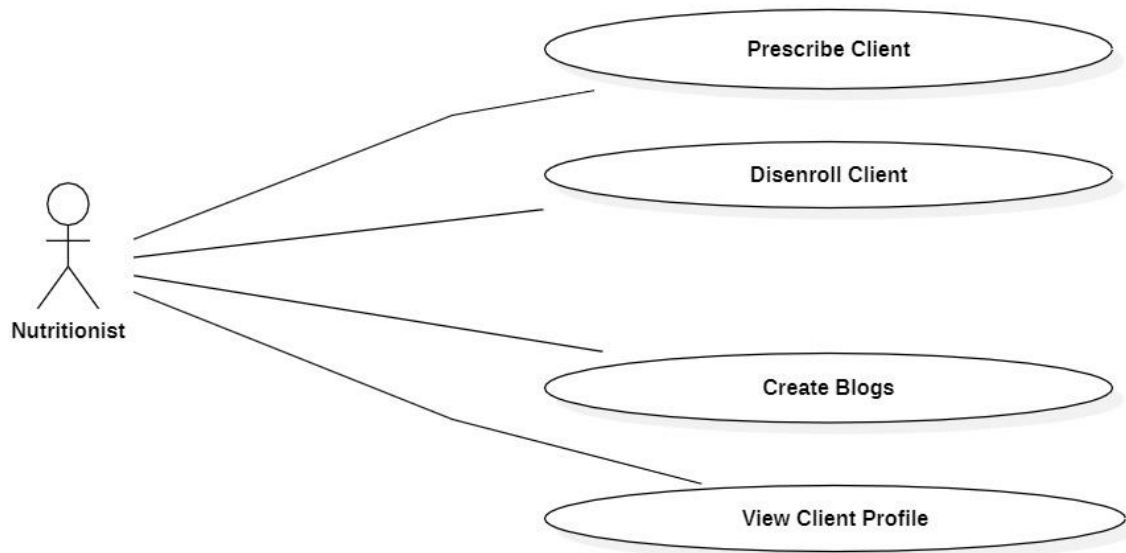 Prescribe Client
Disenroll Client
Nutritionist
Create Blogs
View Client Profile